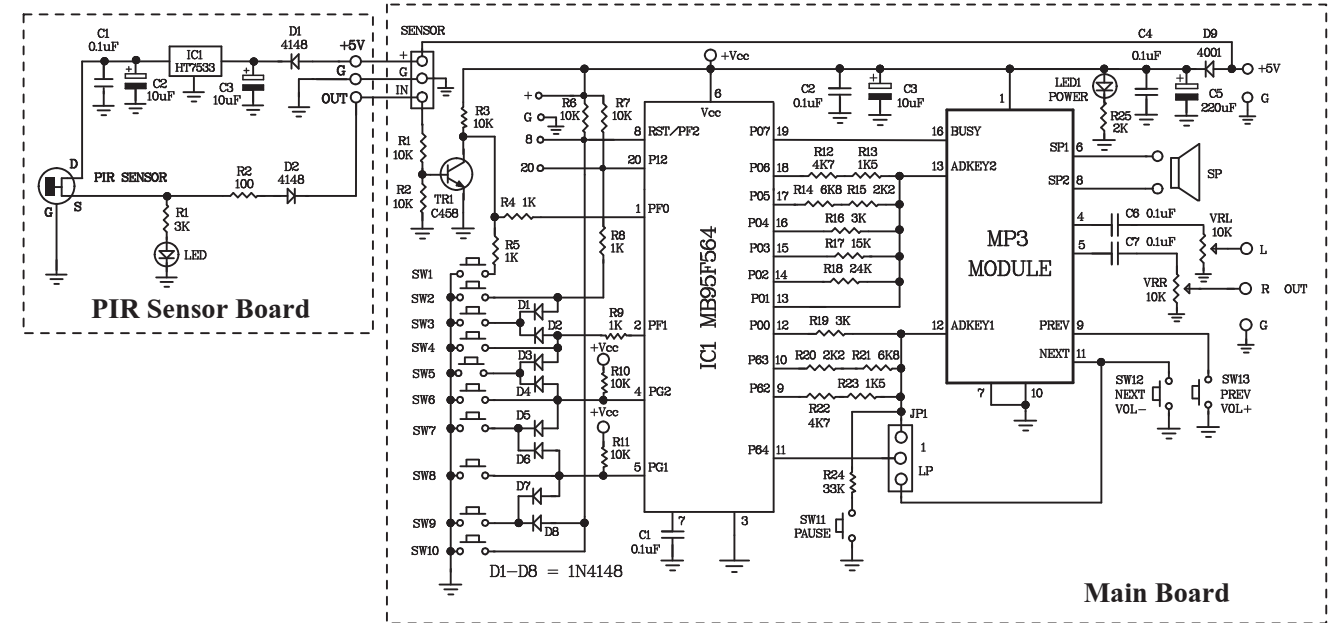 C1
0.1uF
C2
10uF
IC1
HT7533
C3
10uF
D1
4148
+5V
G
OUT
D
G
S
PIR SENSOR
R1
3K
LED
R2
100
D2
4148
PIR Sensor Board
SENSOR
+
G
IN
R1
10K
R2
10K
R3
10K
TR1
C458
R4 1K
R5
1K
+
G
8
20
R6
10K
R7
10K
R8
1K
SW1
SW2
SW3
SW4
SW5
SW6
SW7
SW8
SW9
SW10
D1
D2
D3
D4
D5
D6
D7
D8
R9
1K
+Vcc
R10
10K
+Vcc
R11
10K
D1-D8 = 1N4148
C1
0.1uF
+Vcc
6
Vcc
8
RST/PF2
20
P12
1
PF0
2
PF1
4
PG2
5
PG1
7
3
IC1 MB95F564
P07
19
P06
18
P05
17
P04
16
P03
15
P02
14
P01
13
P00
12
P63
10
P62
9
P64
11
R12
4K7
R13
1K5
R14 6K8
R15 2K2
R16 3K
R17 15K
R18 24K
R19 3K
R20 2K2
R21 6K8
R22
4K7
R23 1K5
JP1
1
LP
R24
33K
SW11
PAUSE
C2
0.1uF
C3
10uF
1
16
BUSY
13
ADKEY2
12
ADKEY1
MP3
MODULE
7
10
SP1
6
SP2
8
4
5
PREV
9
NEXT
11
LED1
POWER
R25
2K
C4
0.1uF
D9
4001
C5
220uF
+5V
G
SP
C6 0.1uF
C7 0.1uF
VRL
10K
VRR
10K
L
R OUT
G
SW12
NEXT
VOL-
SW13
PREV
VOL+
Main Board